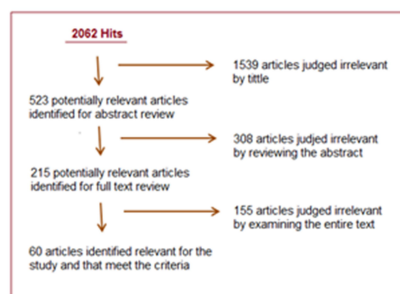 2062 Hits
1539 articles judged irrelevant
by tittle
523 potentially relevant articles
identified for abstract review
308 articles judjed irrelevant
by reviewing the abstract
215 potentially relevant articles
identified for full text review
155 articles judged irrelevant
by examining the entire text
60 articles identified relevant for the
study and that meet the criteria